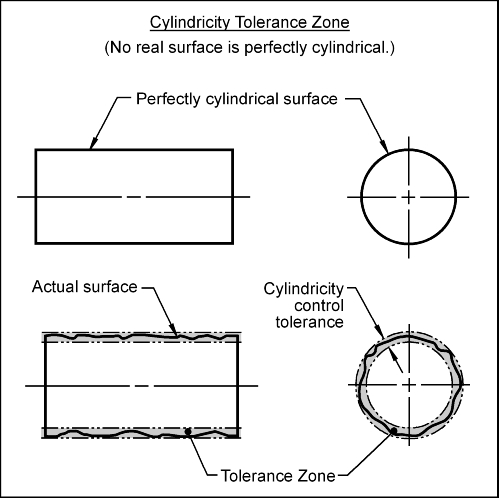 Cylindricity Tolerance Zone
(No real surface is perfectly cylindrical.)
Perfectly cylindrical surface
Actual surface
Cylindricity
control
tolerance
Tolerance Zone